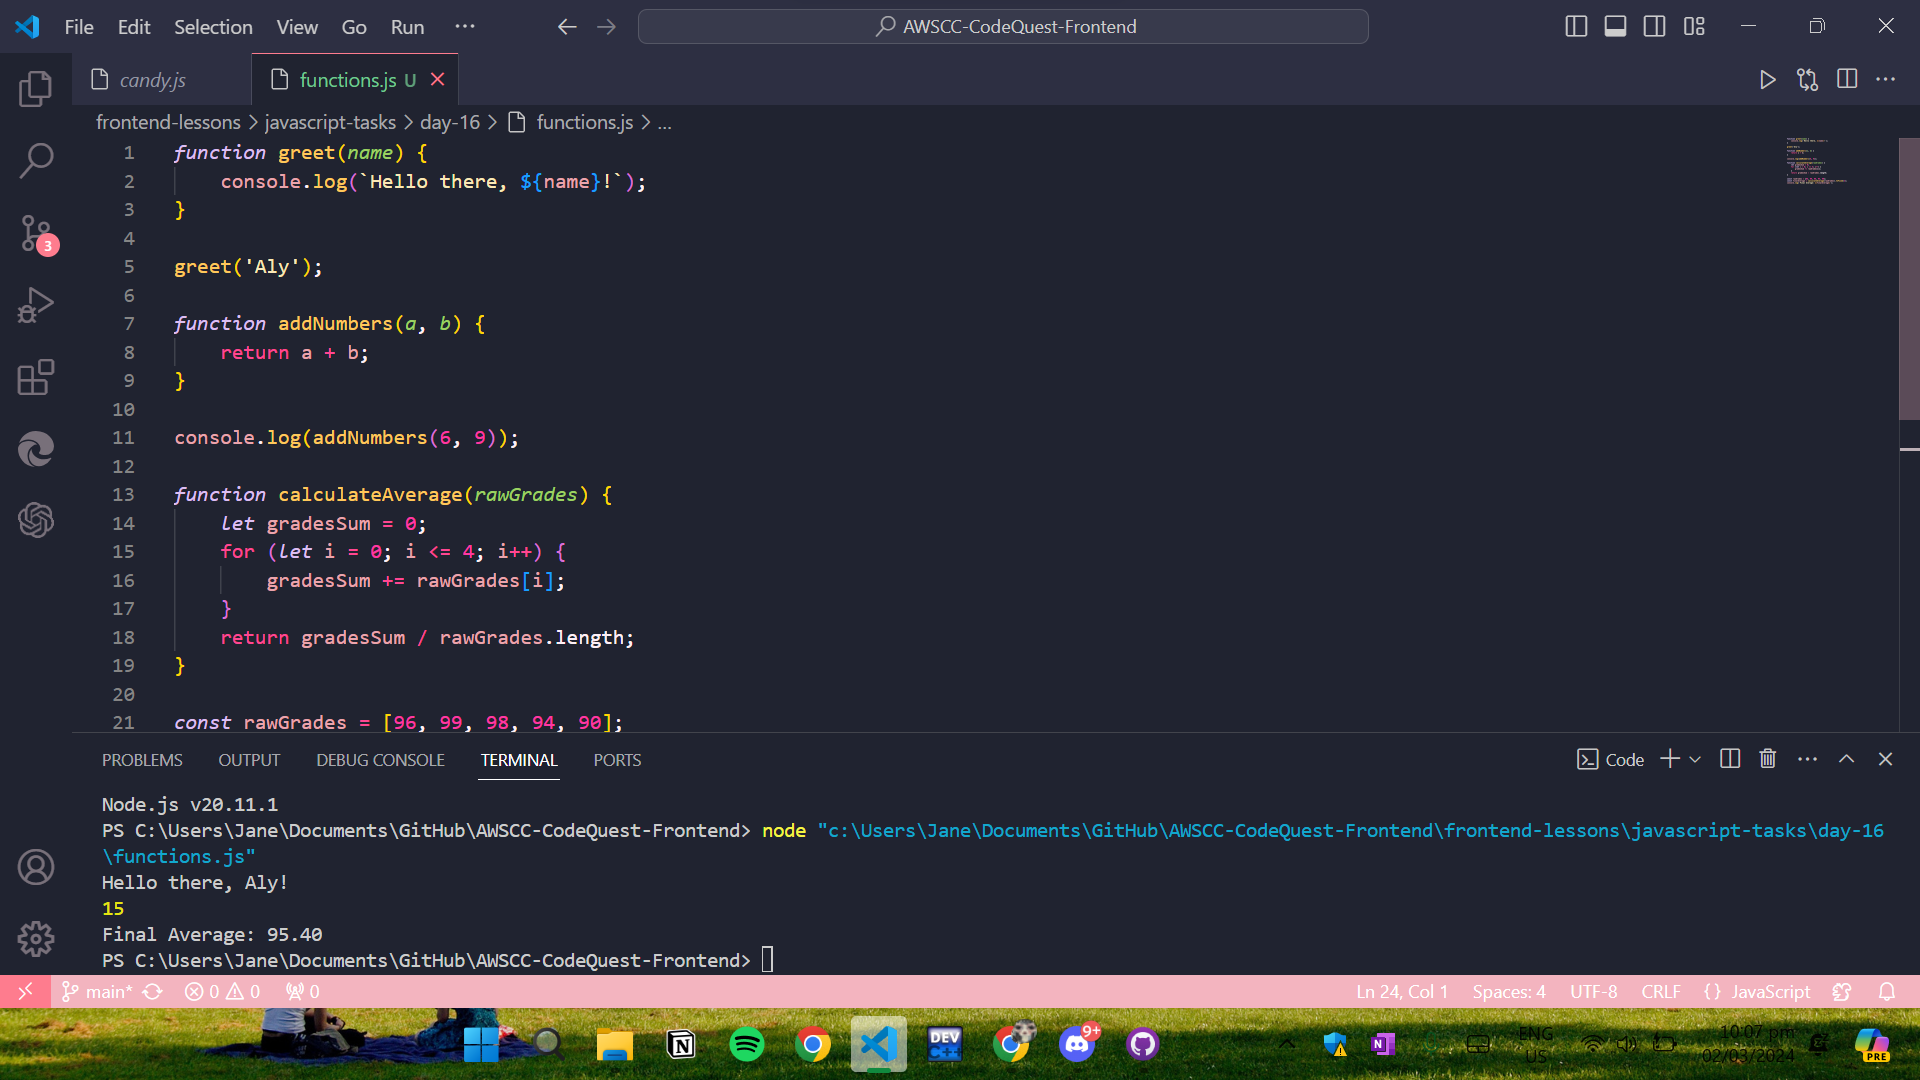 File Edit Selection View Go Run ···
AWSCC-CodeQuest-Frontend
candy.js
functions.js U
frontend-lessons > javascript-tasks > day-16 > functions.js > ...
1 function greet(name) {
2 console.log(`Hello there, ${name}!`);
3 }
4
5 greet('Aly');
6
7 function addNumbers(a, b) {
8 return a + b;
9 }
10
11 console.log(addNumbers(6, 9));
12
13 function calculateAverage(rawGrades) {
14 let gradesSum = 0;
15 for (let i = 0; i <= 4; i++) {
16 gradesSum += rawGrades[i];
17 }
18 return gradesSum / rawGrades.length;
19 }
20
21 const rawGrades = [96, 99, 98, 94, 90];
3
PROBLEMS OUTPUT DEBUG CONSOLE TERMINAL PORTS
Code
Node.js v20.11.1
PS C:\Users\Jane\Documents\GitHub\AWSCC-CodeQuest-Frontend> node "c:\Users\Jane\Documents\GitHub\AWSCC-CodeQuest-Frontend\frontend-lessons\javascript-tasks\day-16
\functions.js"
Hello there, Aly!
15
Final Average: 95.40
PS C:\Users\Jane\Documents\GitHub\AWSCC-CodeQuest-Frontend>
main* 0 0 0
Ln 24, Col 1 Spaces: 4 UTF-8 CRLF {} JavaScript
DEV C++
9+
N
ENG
US
10:07 pm
02/03/2024
PRE